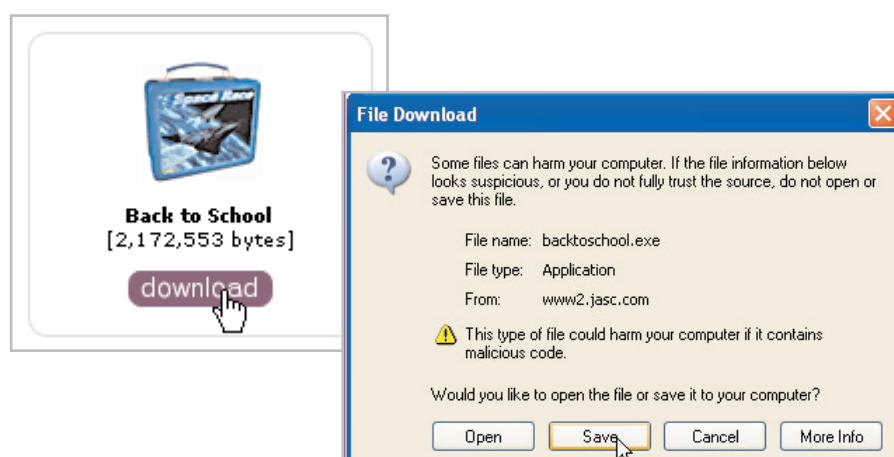 Space Race
Back to School
[2,172,553 bytes]
download
File Download
Some files can harm your computer. If the file information below
looks suspicious, or you do not fully trust the source, do not open or
save this file.
File name: backtoschool.exe
File type: Application
From: www2.jasc.com
This type of file could harm your computer if it contains
malicious code.
Would you like to open the file or save it to your computer?
Open Save Cancel More Info